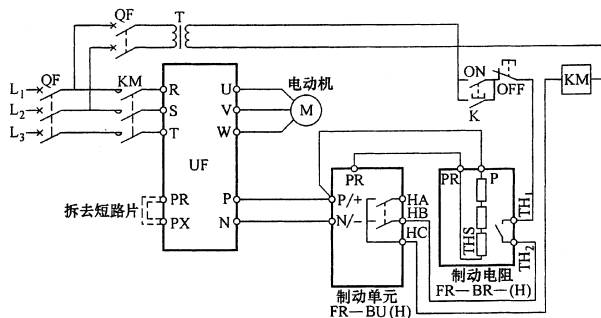 QF
T
L1
QF
KM
R
U
电动机
ON
OFF
KM
L2
S
V
M
K
L3
T
W
UF
PR
P
拆去短路片
PR
P
P/+
HA
TH1
PX
N
N/-
HB
HC
THS
TH2
制动单元
FR-BU(H)
制动电阻
FR-BR-(H)